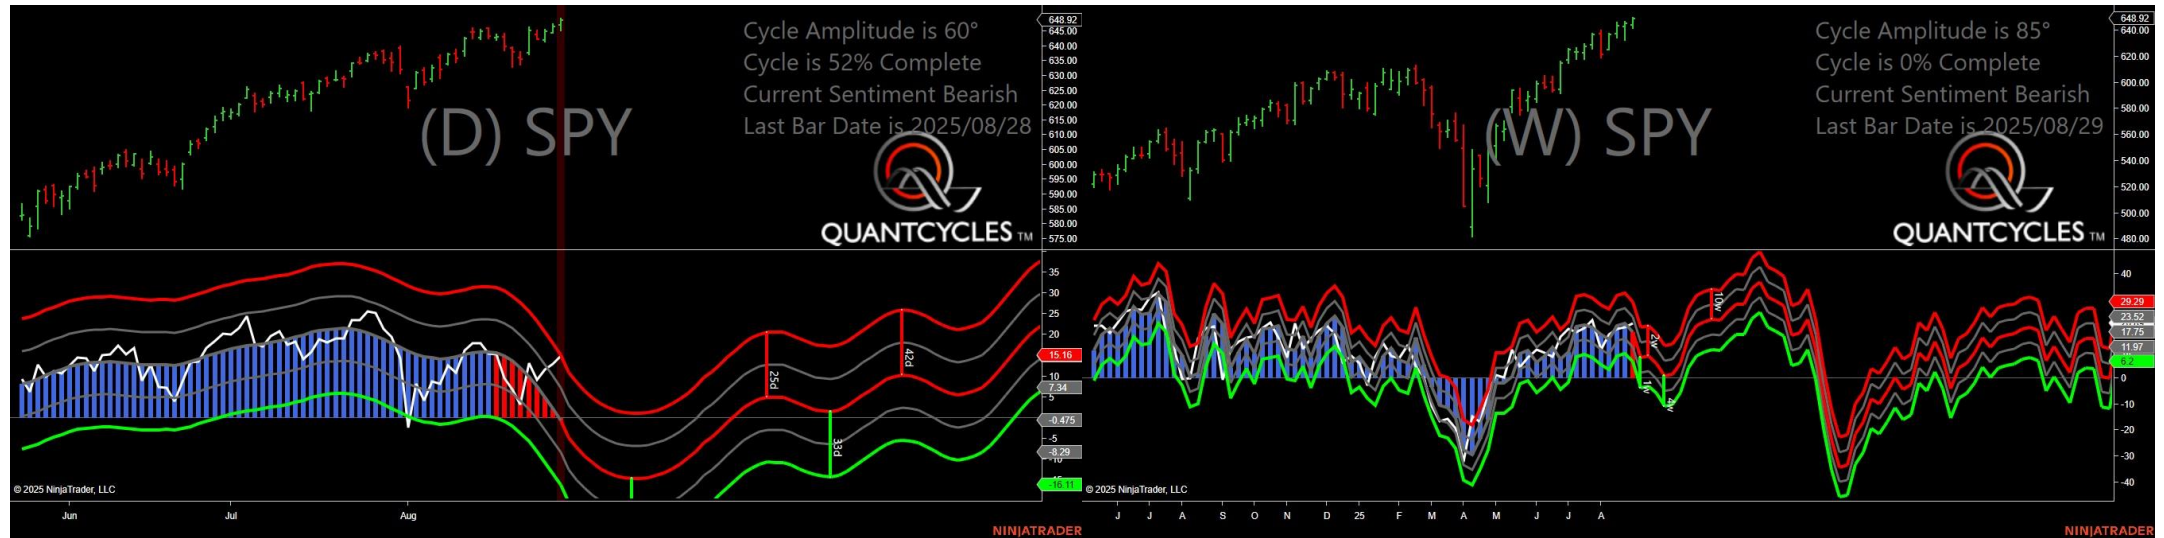 Cycle Amplitude is 60°
Cycle is 52% Complete
Current Sentiment Bearish
Last Bar Date is 2025/08/28
(D) SPY
QUANTCYCLES TM
648.92
645.00
640.00
635.00
630.00
625.00
620.00
615.00
610.00
605.00
600.00
595.00
590.00
585.00
580.00
575.00
35
30
25
20
15.16
10
7.34
5
-0.475
-5
-8.29
-16.11
25d
42d
33d
© 2025 NinjaTrader, LLC
Jun
Jul
Aug
NINJATRADER
Cycle Amplitude is 85°
Cycle is 0% Complete
Current Sentiment Bearish
Last Bar Date is 2025/08/29
(W) SPY
QUANTCYCLES TM
648.92
640.00
620.00
600.00
580.00
560.00
540.00
520.00
500.00
480.00
40
29.29
23.52
17.75
11.97
6.2
0
-10
-20
-30
-40
10w
2w
1w
4w
© 2025 NinjaTrader, LLC
J
J
A
S
O
N
D
25
F
M
A
M
J
J
A
NINJATRADER